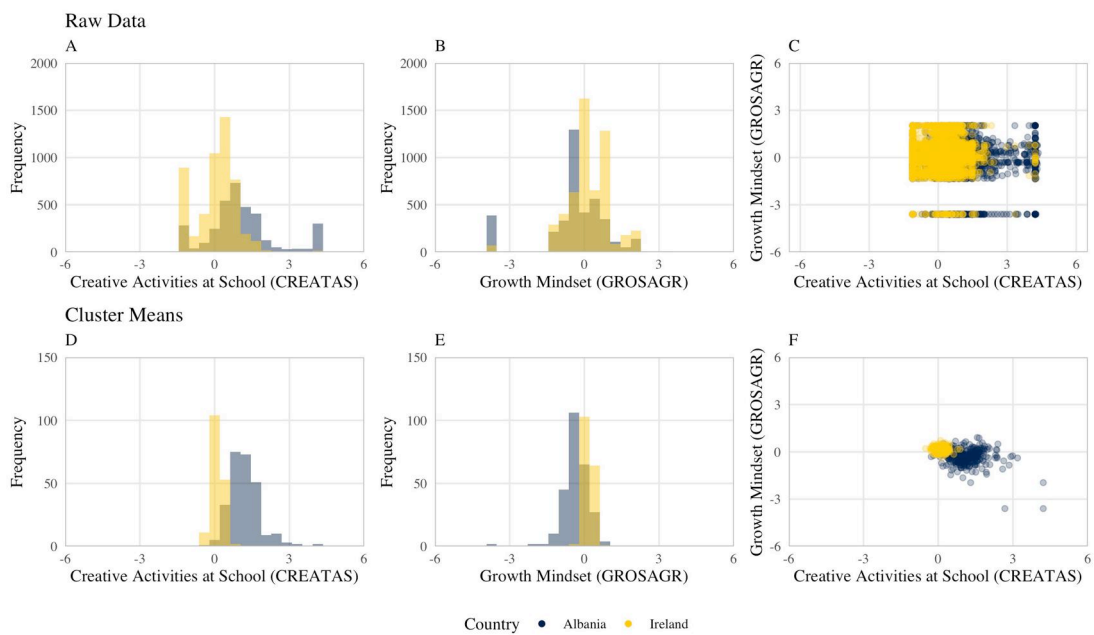 Raw Data
A
B
C
2000
1500
1000
500
0
Frequency
-6
-3
0
3
6
Creative Activities at School (CREATAS)
2000
1500
1000
500
0
Frequency
-6
-3
0
3
6
Growth Mindset (GROSAGR)
6
3
0
-3
-6
Growth Mindset (GROSAGR)
-6
-3
0
3
6
Creative Activities at School (CREATAS)
Cluster Means
D
E
F
150
100
50
0
Frequency
-6
-3
0
3
6
Creative Activities at School (CREATAS)
150
100
50
0
Frequency
-6
-3
0
3
6
Growth Mindset (GROSAGR)
6
3
0
-3
-6
Growth Mindset (GROSAGR)
-6
-3
0
3
6
Creative Activities at School (CREATAS)
Country Albania Ireland